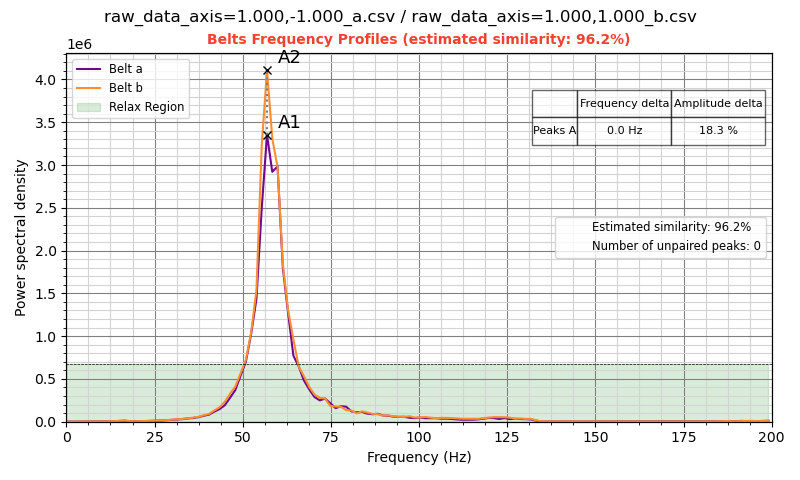 raw_data_axis=1.000,-1.000_a.csv / raw_data_axis=1.000,1.000_b.csv
Belts Frequency Profiles (estimated similarity: 96.2%)
1e6
A2
A1
Belt a
Belt b
Relax Region
Frequency delta Amplitude delta
Peaks A 0.0 Hz 18.3 %
Estimated similarity: 96.2%
Number of unpaired peaks: 0
Power spectral density
4.0
3.5
3.0
2.5
2.0
1.5
1.0
0.5
0.0
0 25 50 75 100 125 150 175 200
Frequency (Hz)